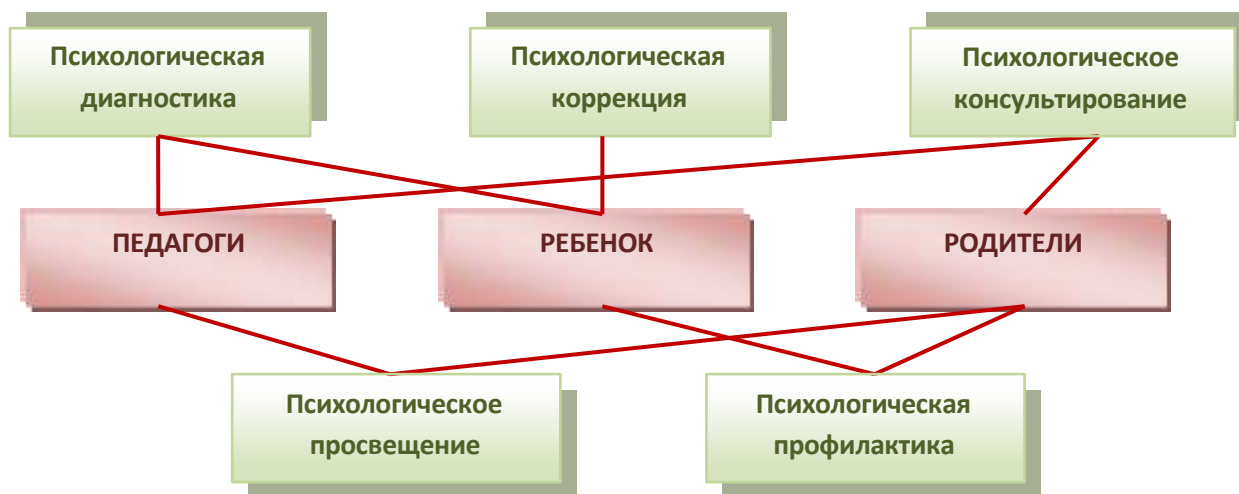 Психологическая
диагностика
Психологическая
коррекция
Психологическое
консультирование
ПЕДАГОГИ
РЕБЕНОК
РОДИТЕЛИ
Психологическое
просвещение
Психологическая
профилактика